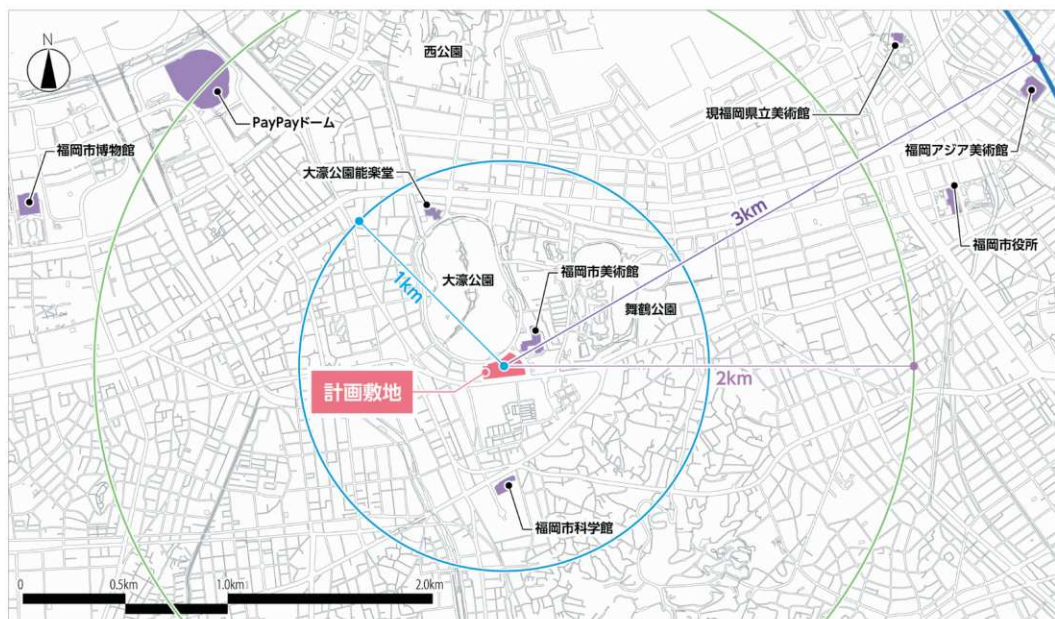 N
西公園
PayPayドーム
現福岡県立美術館
福岡アジア美術館
福岡市博物館
大濠公園能楽堂
3km
福岡市役所
福岡市美術館
大濠公園
1km
舞鶴公園
2km
計画敷地
福岡市科学館
0
0.5km
1.0km
2.0km